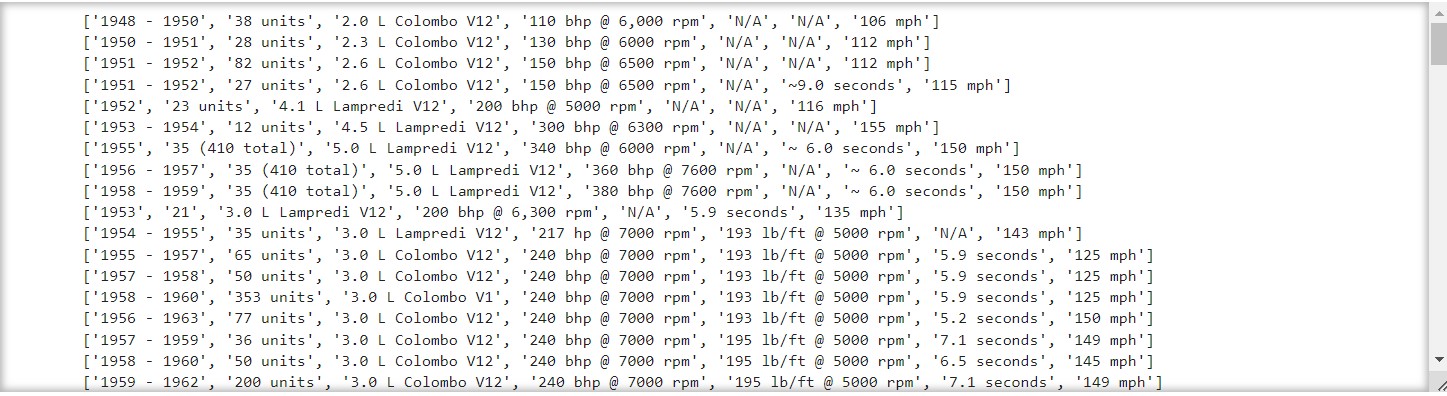 ['1948 - 1950', '38 units', '2.0 L Colombo V12', '110 bhp @ 6,000 rpm', 'N/A', 'N/A', '106 mph']
['1950 - 1951', '28 units', '2.3 L Colombo V12', '130 bhp @ 6000 rpm', 'N/A', 'N/A', '112 mph']
['1951 - 1952', '82 units', '2.6 L Colombo V12', '150 bhp @ 6500 rpm', 'N/A', 'N/A', '112 mph']
['1951 - 1952', '27 units', '2.6 L Colombo V12', '150 bhp @ 6500 rpm', 'N/A', '~9.0 seconds', '115 mph']
['1952', '23 units', '4.1 L Lampredi V12', '200 bhp @ 5000 rpm', 'N/A', 'N/A', '116 mph']
['1953 - 1954', '12 units', '4.5 L Lampredi V12', '300 bhp @ 6300 rpm', 'N/A', 'N/A', '155 mph']
['1955', '35 (410 total)', '5.0 L Lampredi V12', '340 bhp @ 6000 rpm', 'N/A', '~ 6.0 seconds', '150 mph']
['1956 - 1957', '35 (410 total)', '5.0 L Lampredi V12', '360 bhp @ 7600 rpm', 'N/A', '~ 6.0 seconds', '150 mph']
['1958 - 1959', '35 (410 total)', '5.0 L Lampredi V12', '380 bhp @ 7600 rpm', 'N/A', '~ 6.0 seconds', '150 mph']
['1953', '21', '3.0 L Lampredi V12', '200 bhp @ 6,300 rpm', 'N/A', '5.9 seconds', '135 mph']
['1954 - 1955', '35 units', '3.0 L Lampredi V12', '217 hp @ 7000 rpm', '193 lb/ft @ 5000 rpm', 'N/A', '143 mph']
['1955 - 1957', '65 units', '3.0 L Colombo V12', '240 bhp @ 7000 rpm', '193 lb/ft @ 5000 rpm', '5.9 seconds', '125 mph']
['1957 - 1958', '50 units', '3.0 L Colombo V12', '240 bhp @ 7000 rpm', '193 lb/ft @ 5000 rpm', '5.9 seconds', '125 mph']
['1958 - 1960', '353 units', '3.0 L Colombo V1', '240 bhp @ 7000 rpm', '193 lb/ft @ 5000 rpm', '5.9 seconds', '125 mph']
['1956 - 1963', '77 units', '3.0 L Colombo V12', '240 bhp @ 7000 rpm', '193 lb/ft @ 5000 rpm', '5.2 seconds', '150 mph']
['1957 - 1959', '36 units', '3.0 L Colombo V12', '240 bhp @ 7000 rpm', '195 lb/ft @ 5000 rpm', '7.1 seconds', '149 mph']
['1958 - 1960', '50 units', '3.0 L Colombo V12', '240 bhp @ 7000 rpm', '195 lb/ft @ 5000 rpm', '6.5 seconds', '145 mph']
['1959 - 1962', '200 units', '3.0 L Colombo V12', '240 bhp @ 7000 rpm', '195 lb/ft @ 5000 rpm', '7.1 seconds', '149 mph']